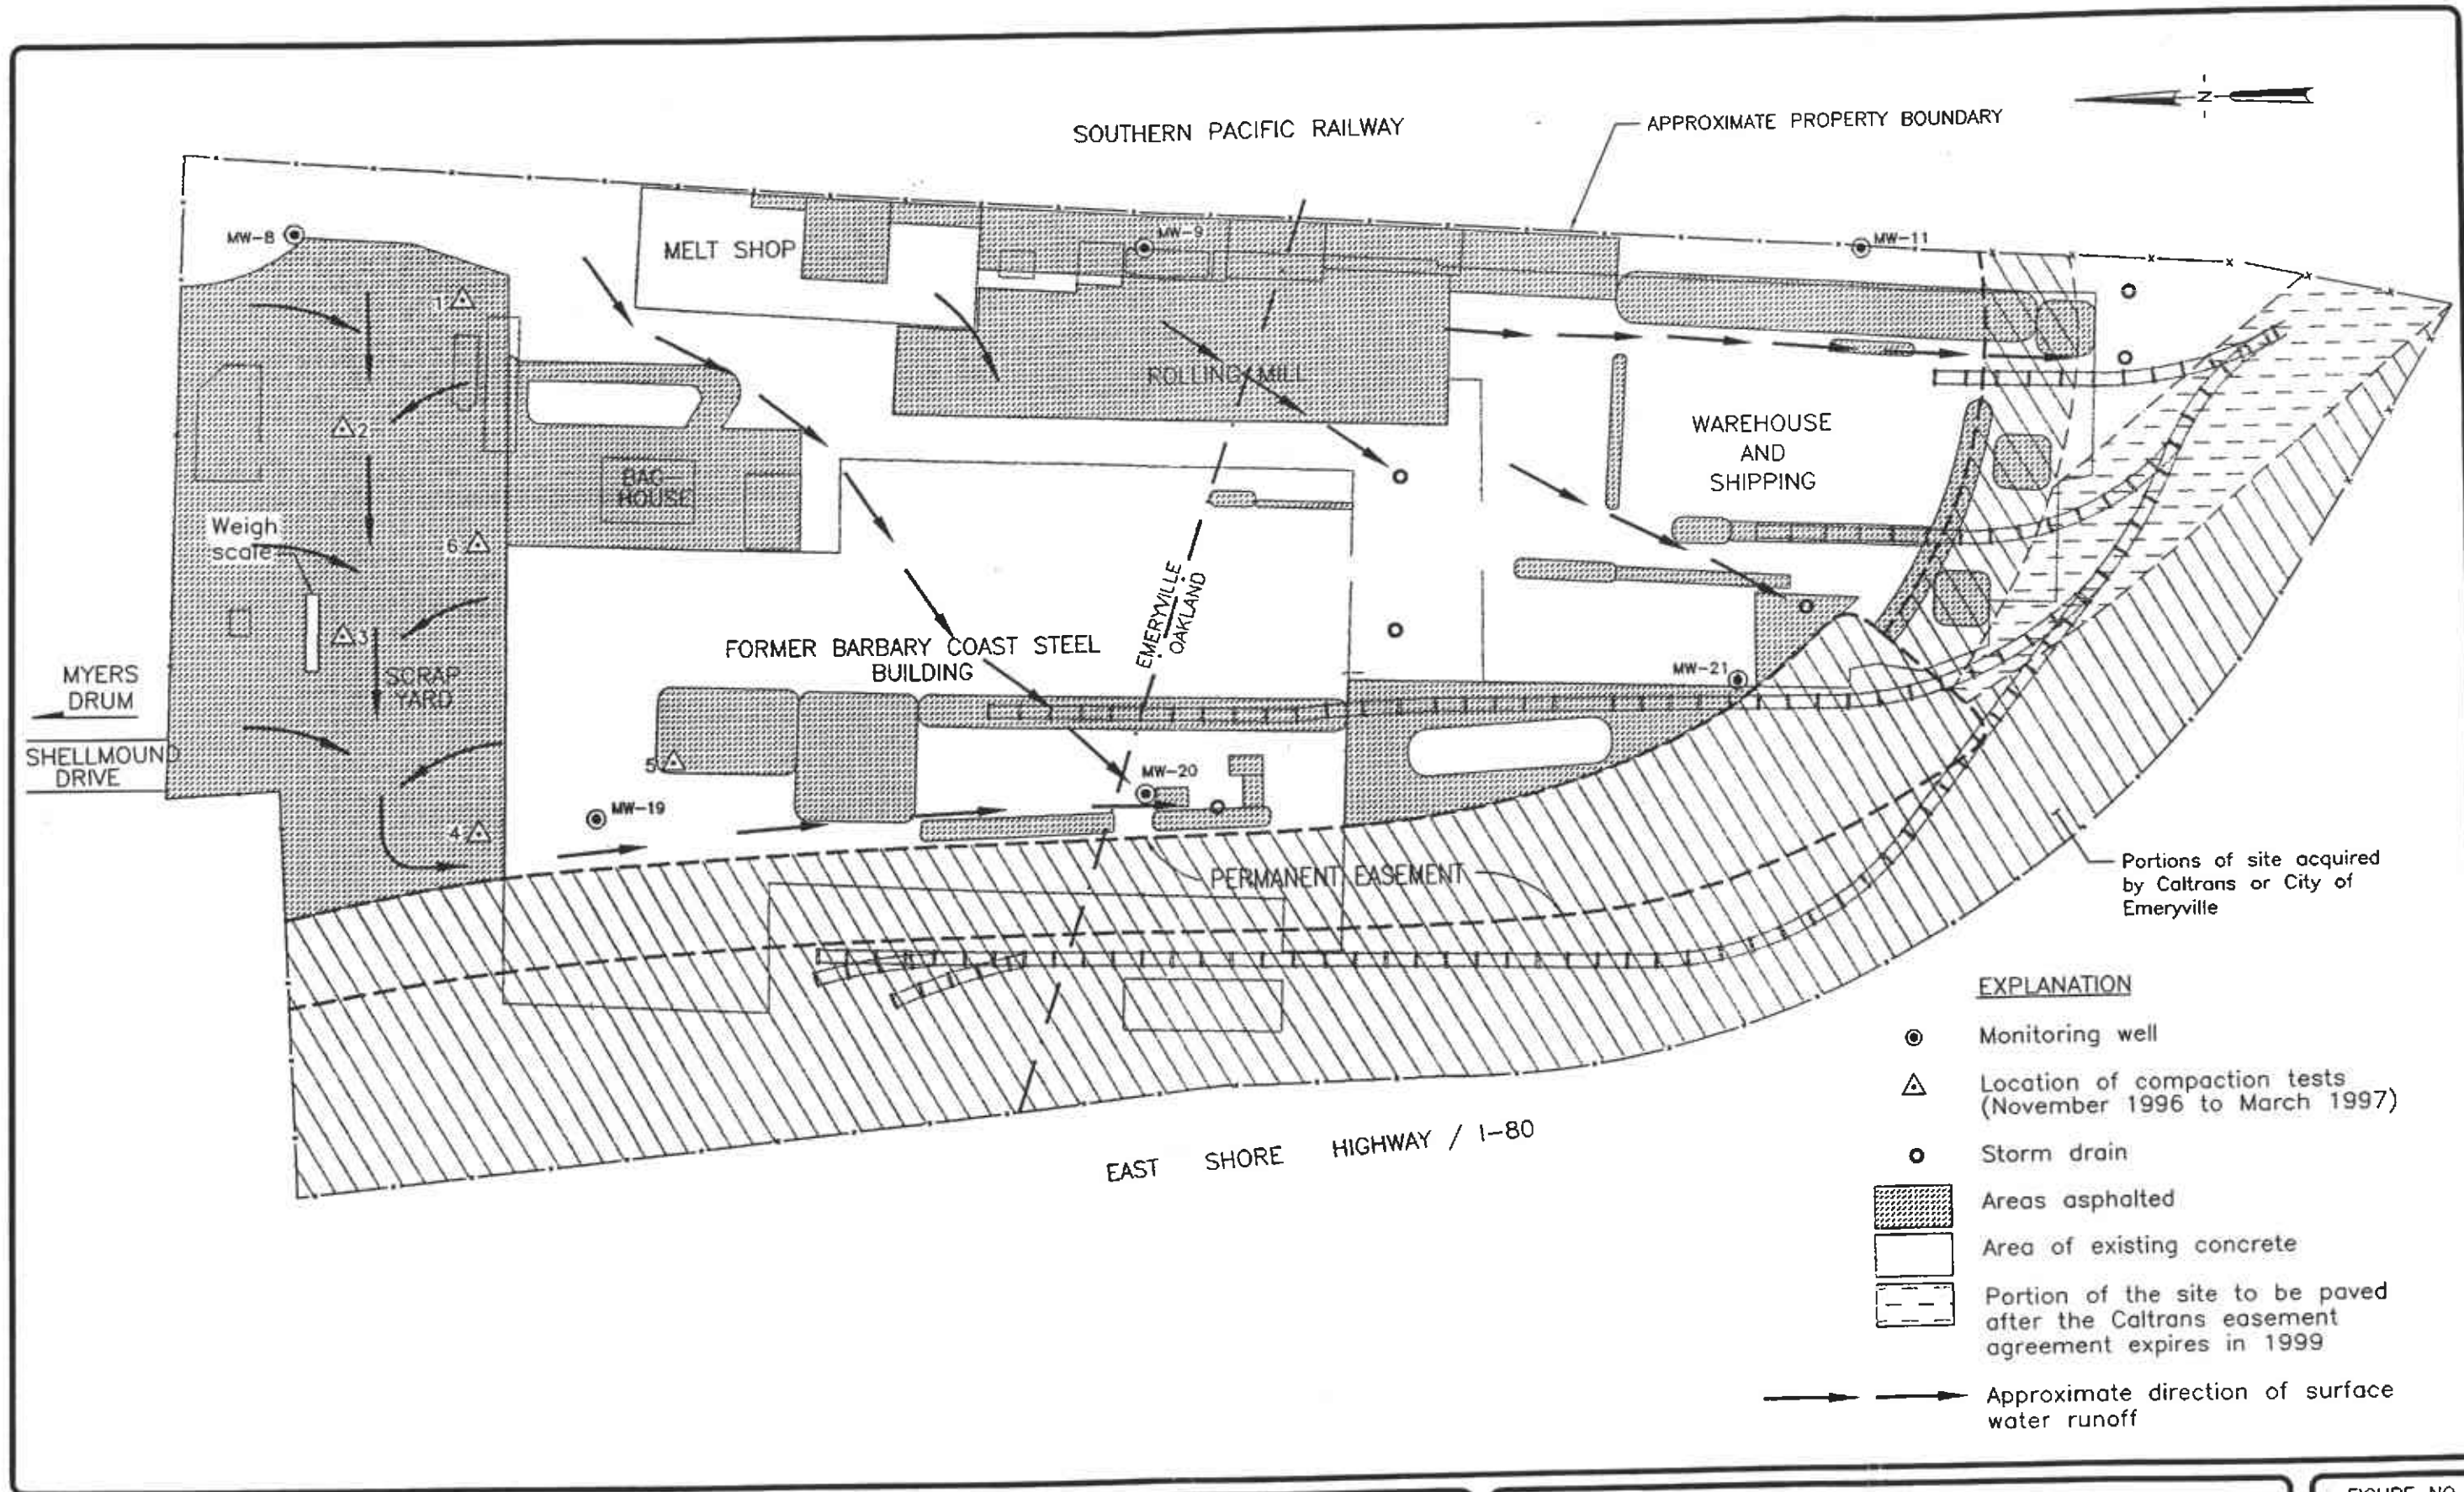 SOUTHERN PACIFIC RAILWAY
APPROXIMATE PROPERTY BOUNDARY
N
MW-8
MELT SHOP
MW-9
MW-11
1
ROLLING MILL
2
WAREHOUSE
AND
SHIPPING
BAG-
HOUSE
Weigh
scale
6
EMERYVILLE
OAKLAND
3
FORMER BARBARY COAST STEEL
BUILDING
MW-21
MYERS
DRUM
SCRAP
YARD
SHELLMOUND
DRIVE
5
MW-20
MW-19
4
PERMANENT EASEMENT
Portions of site acquired
by Caltrans or City of
Emeryville
EAST SHORE HIGHWAY / I-80
EXPLANATION
Monitoring well
Location of compaction tests
(November 1996 to March 1997)
Storm drain
Areas asphalted
Area of existing concrete
Portion of the site to be paved
after the Caltrans easement
agreement expires in 1999
Approximate direction of surface
water runoff